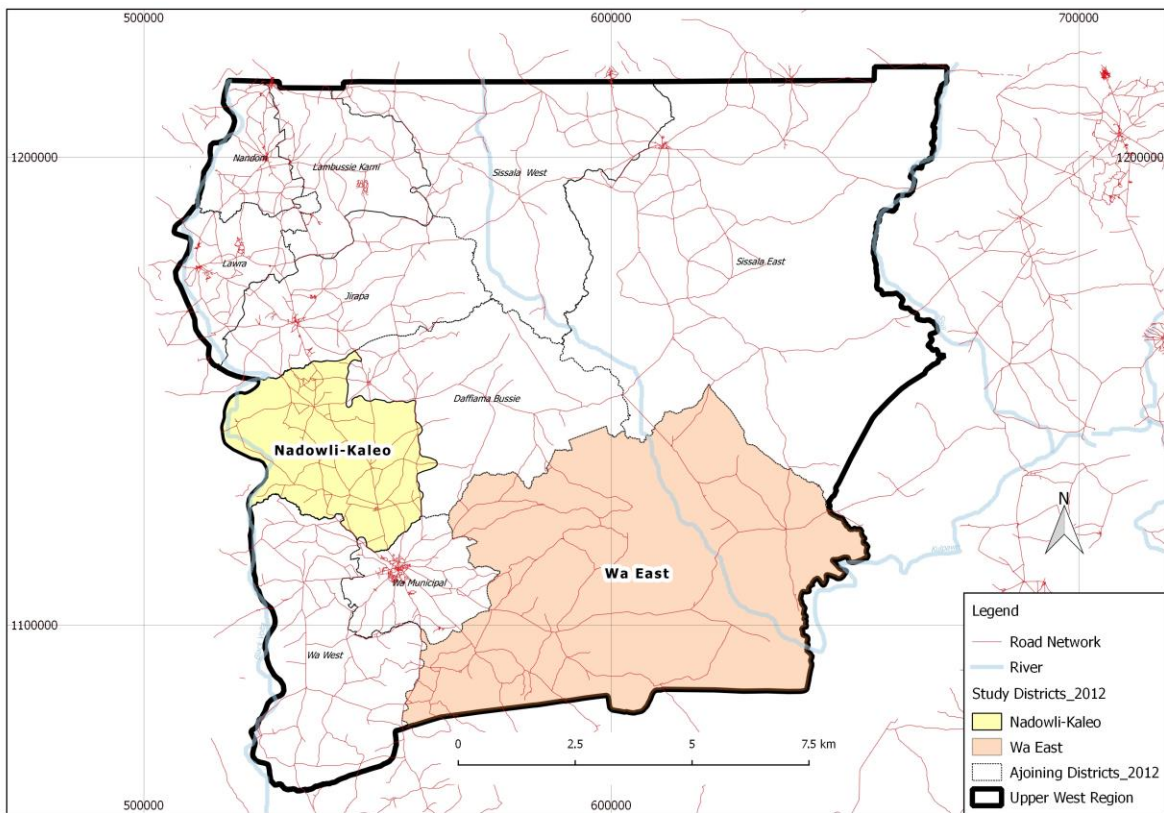 500000 600000 700000
1200000 1200000
Nandom
Lambussie Karni
Sissala West
Lawra
Sissala East
Jirapa
Daffiama Bussie
Nadowli-Kaleo
N
Wa East
Wa Municipal
1100000
Wa West
Legend
Road Network
River
Study Districts_2012
Nadowli-Kaleo
Wa East
Ajoining Districts_2012
Upper West Region
0 2.5 5 7.5 km
500000 600000